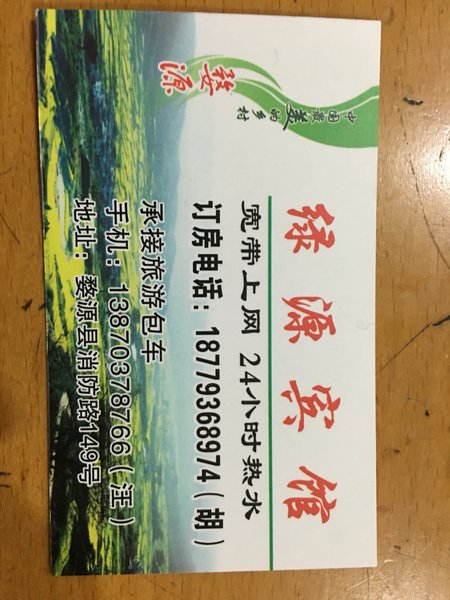 婺源
中国最美的乡村
绿源宾馆
宽带上网 24小时热水
订房电话：18779368974（胡）
承接旅游包车
手机：13870378766（汪）
地址：婺源县消防路149号